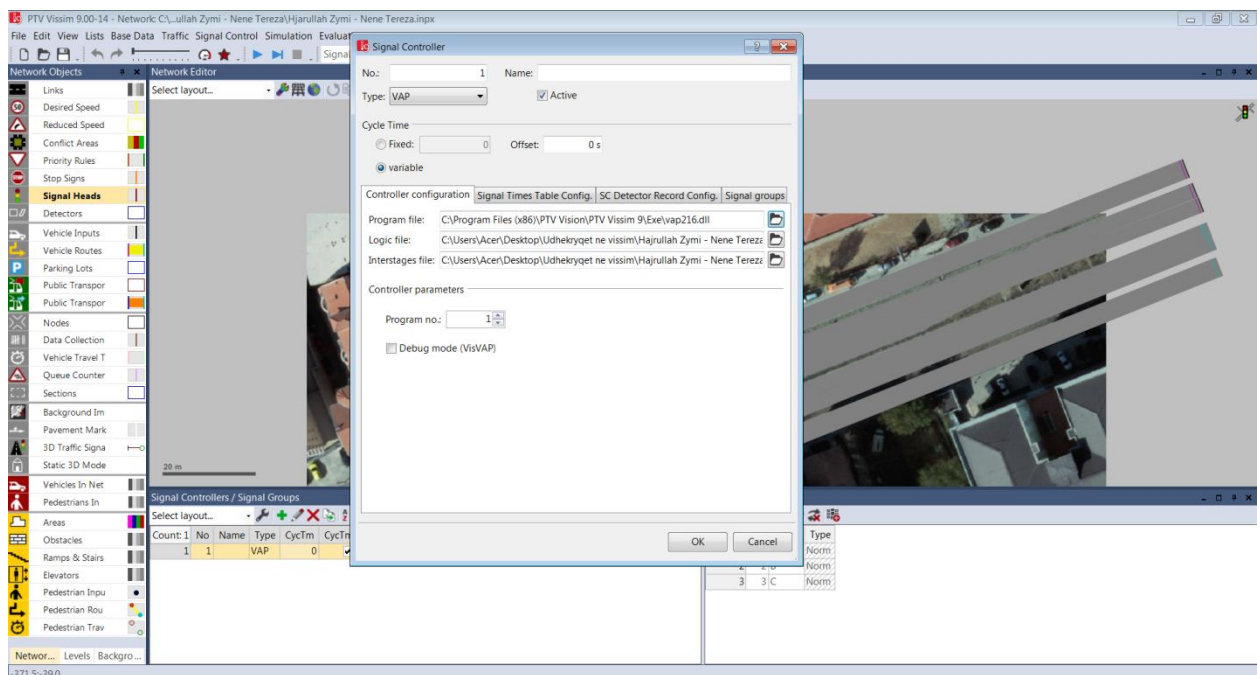 PTV Vissim 9.00-14 - Network: C:\...ullah Zymi - Nene Tereza\Hjarullah Zymi - Nene Tereza.inpx
File Edit View Lists Base Data Traffic Signal Control Simulation Evaluat
Signal
Network Objects
Network Editor
Select layout...
Links
Desired Speed
Reduced Speed
Conflict Areas
Priority Rules
Stop Signs
Signal Heads
Detectors
Vehicle Inputs
Vehicle Routes
Parking Lots
Public Transpor
Public Transpor
Nodes
Data Collection
Vehicle Travel T
Queue Counter
Sections
Background Im
Pavement Mark
3D Traffic Signa
Static 3D Mode
Vehicles In Net
Pedestrians In
Areas
Obstacles
Ramps & Stairs
Elevators
Pedestrian Inpu
Pedestrian Rou
Pedestrian Trav
Networ... Levels Backgro...
-371.5:-39.0
20 m
Signal Controller
No.: 1 Name:
Type: VAP Active
Cycle Time
Fixed: 0 Offset: 0 s
variable
Controller configuration Signal Times Table Config. SC Detector Record Config. Signal groups
Program file: C:\Program Files (x86)\PTV Vision\PTV Vissim 9\Exe\vap216.dll
Logic file: C:\Users\Acer\Desktop\Udhekryqet ne vissim\Hajrullah Zymi - Nene Tereza
Interstages file: C:\Users\Acer\Desktop\Udhekryqet ne vissim\Hajrullah Zymi - Nene Tereza
Controller parameters
Program no.: 1
Debug mode (VisVAP)
OK Cancel
Signal Controllers / Signal Groups
Select layout...
Count: 1 No Name Type CycTm CycTm
1 1 VAP 0
Type
Norm
2 2 B Norm
3 3 C Norm